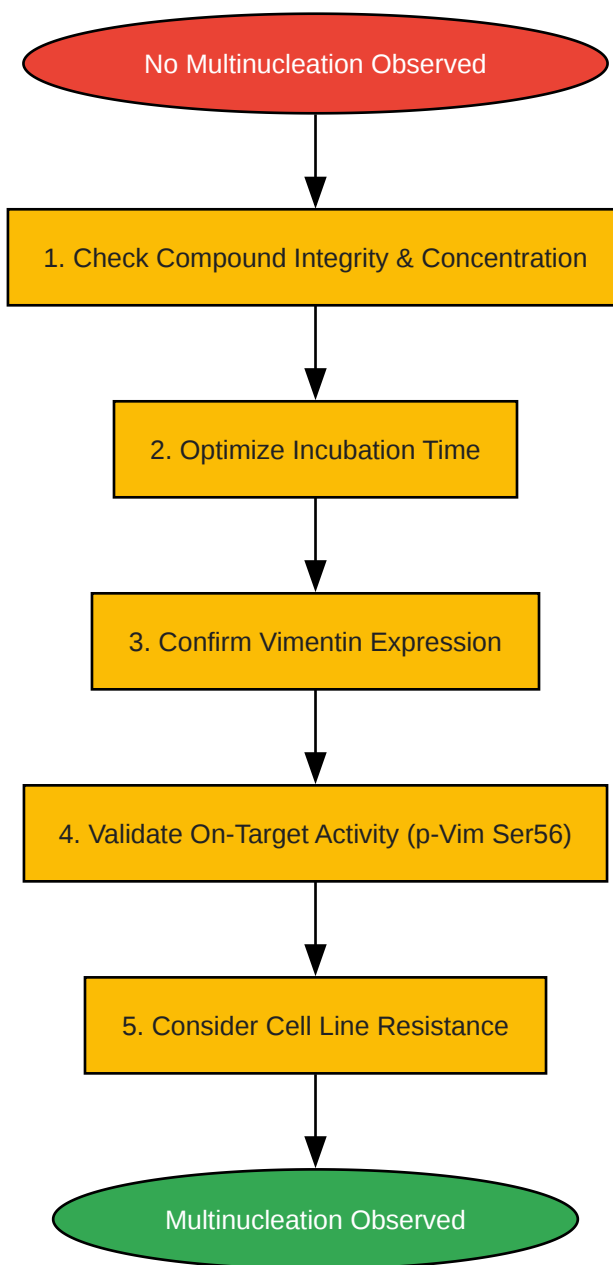 No Multinucleation Observed
1. Check Compound Integrity & Concentration
2. Optimize Incubation Time
3. Confirm Vimentin Expression
4. Validate On-Target Activity (p-Vim Ser56)
5. Consider Cell Line Resistance
Multinucleation Observed